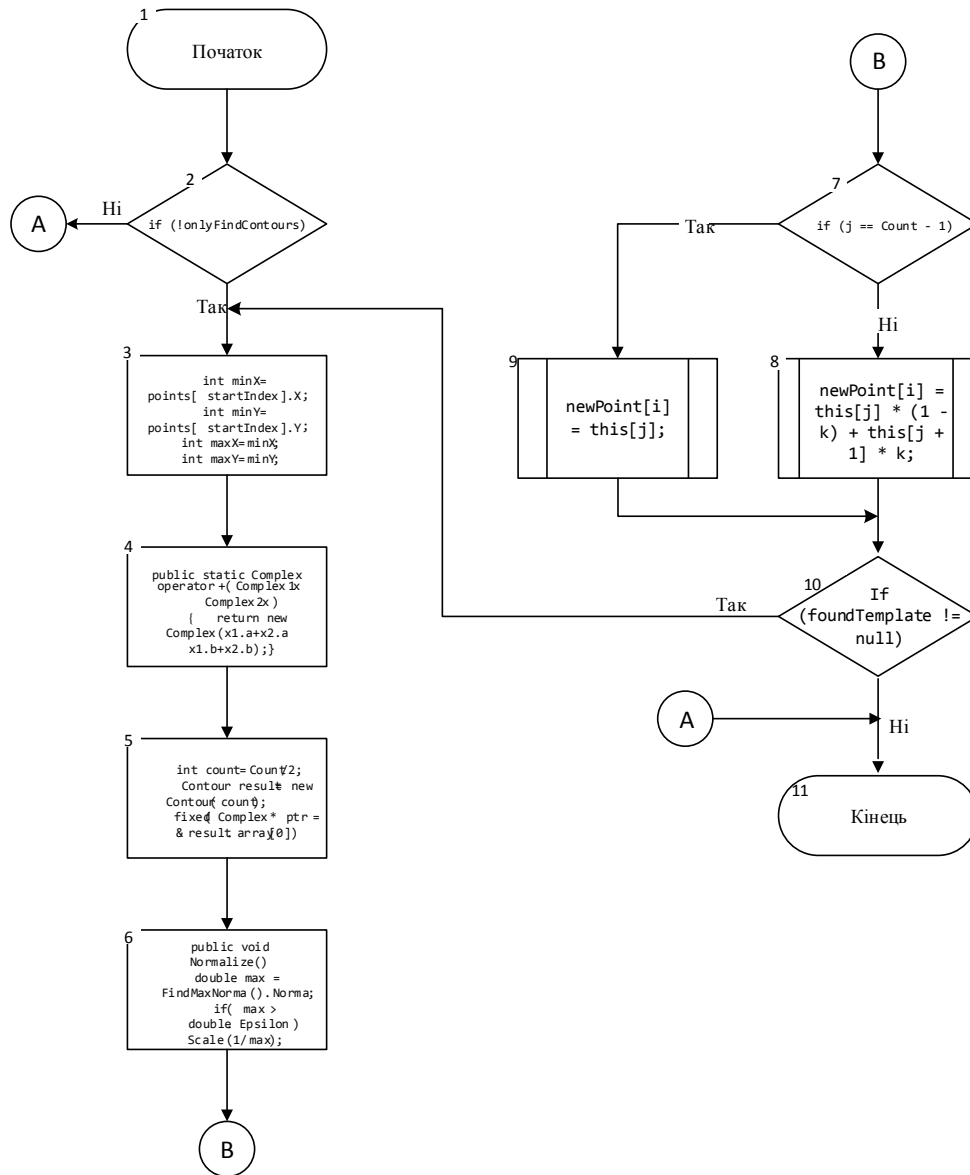 1
Початок
2
if (!onlyFindContours)
Ні
A
Так
3
int minX=
points[ startIndex].X;
int minY=
points[ startIndex].Y;
int maxX=minX;
int maxY=minY;
4
public static Complex
operator+( Complex1x
Complex2x)
{ return new
Complex(x1.a+x2.a
x1.b+x2.b);}
5
int count=Count/2;
Contour result= new
Contour( count);
fixed( Complex* ptr =
& result.array[0])
6
public void
Normalize()
double max =
FindMaxNorma().Norma;
if( max >
double.Epsilon)
Scale(1/max);
B
B
7
if (j == Count - 1)
Так
Ні
9
newPoint[i]
= this[j];
8
newPoint[i] =
this[j] * (1 -
k) + this[j +
1] * k;
10
If
(foundTemplate !=
null)
Так
A
Ні
11
Кінець